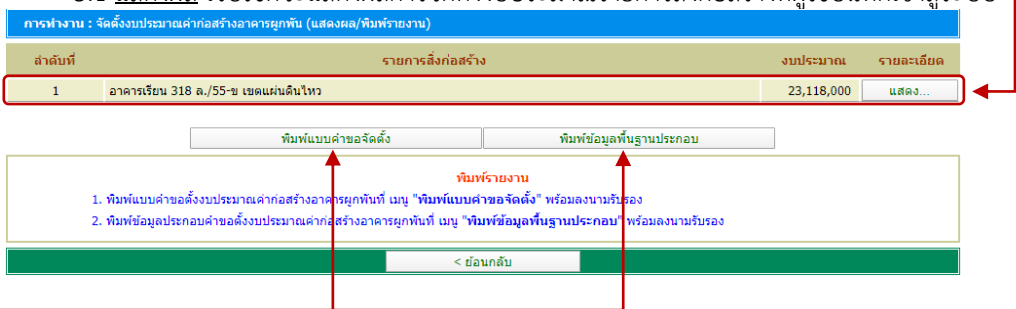 การทำงาน : จัดตั้งงบประมาณค่าก่อสร้างอาคารผูกพัน (แสดงผล/พิมพ์รายงาน)
ลำดับที่ รายการสิ่งก่อสร้าง งบประมาณ รายละเอียด
1 อาคารเรียน 318 ล./55-ข เขตแผ่นดินไหว 23,118,000 แสดง...
พิมพ์แบบคำขอจัดตั้ง พิมพ์ข้อมูลพื้นฐานประกอบ
พิมพ์รายงาน
1. พิมพ์แบบคำขอตั้งงบประมาณค่าก่อสร้างอาคารผูกพันที่ เมนู "พิมพ์แบบคำขอจัดตั้ง" พร้อมลงนามรับรอง
2. พิมพ์ข้อมูลประกอบคำขอตั้งงบประมาณค่าก่อสร้างอาคารผูกพันที่ เมนู "พิมพ์ข้อมูลพื้นฐานประกอบ" พร้อมลงนามรับรอง
< ย้อนกลับ